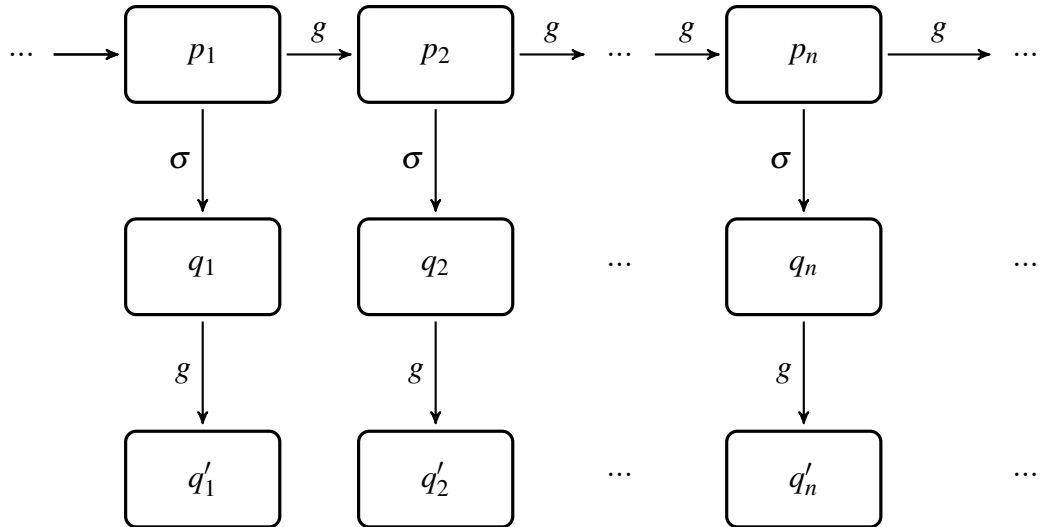 g g g g
... p₁ p₂ ... pₙ ...
σ σ σ
q₁ q₂ ... qₙ ...
g g g
q′₁ q′₂ ... q′ₙ ...